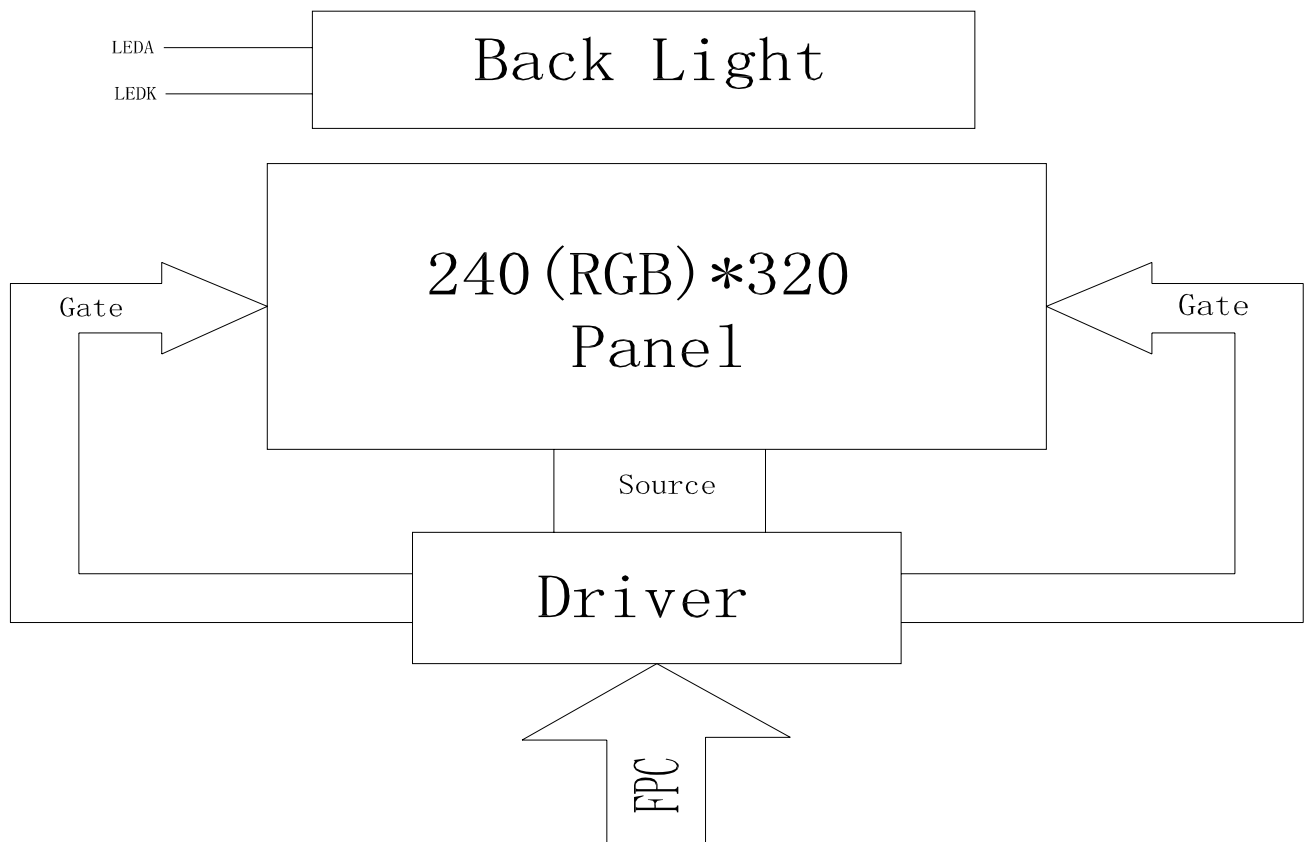 LEDA
Back Light
LEDK
240(RGB)*320
Panel
Gate
Gate
Source
Driver
FPC